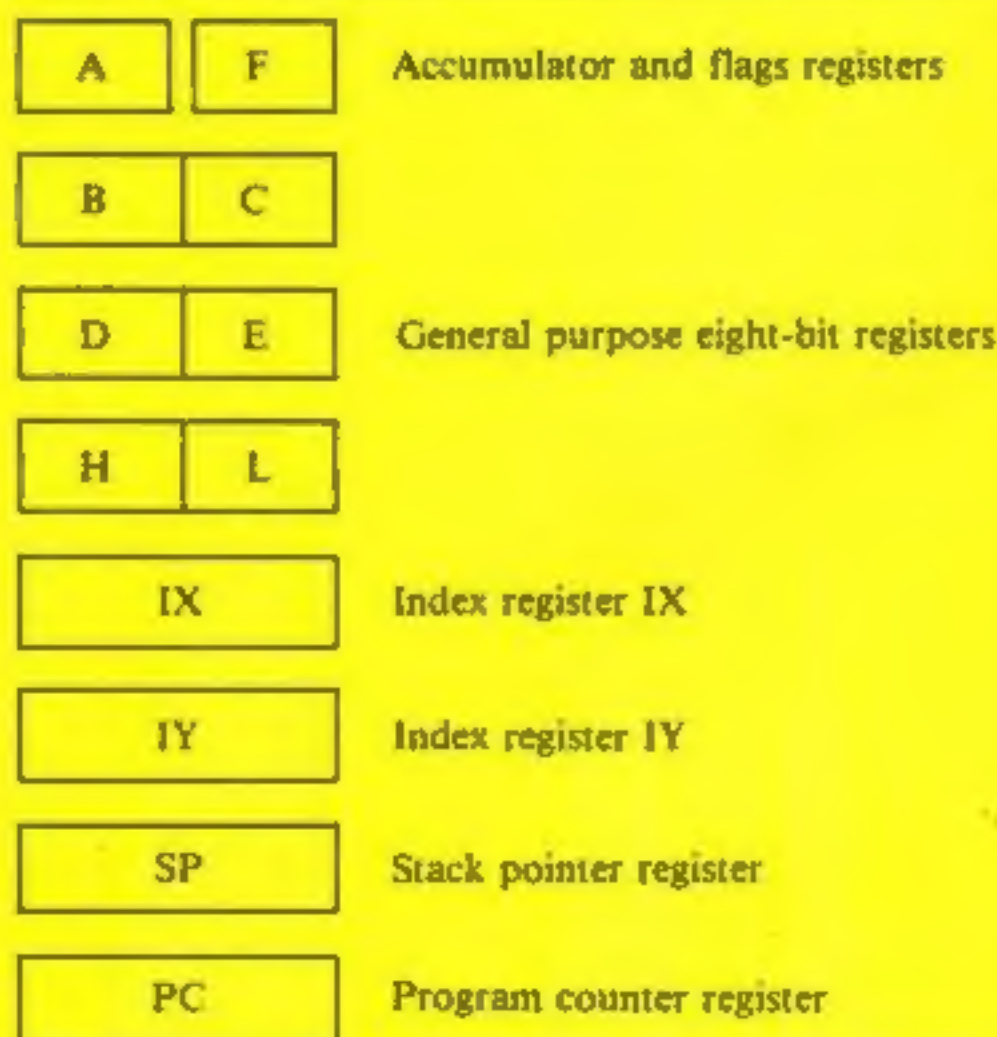 A F Accumulator and flags registers
B C
D E General purpose eight-bit registers
H L
IX Index register IX
IY Index register IY
SP Stack pointer register
PC Program counter register